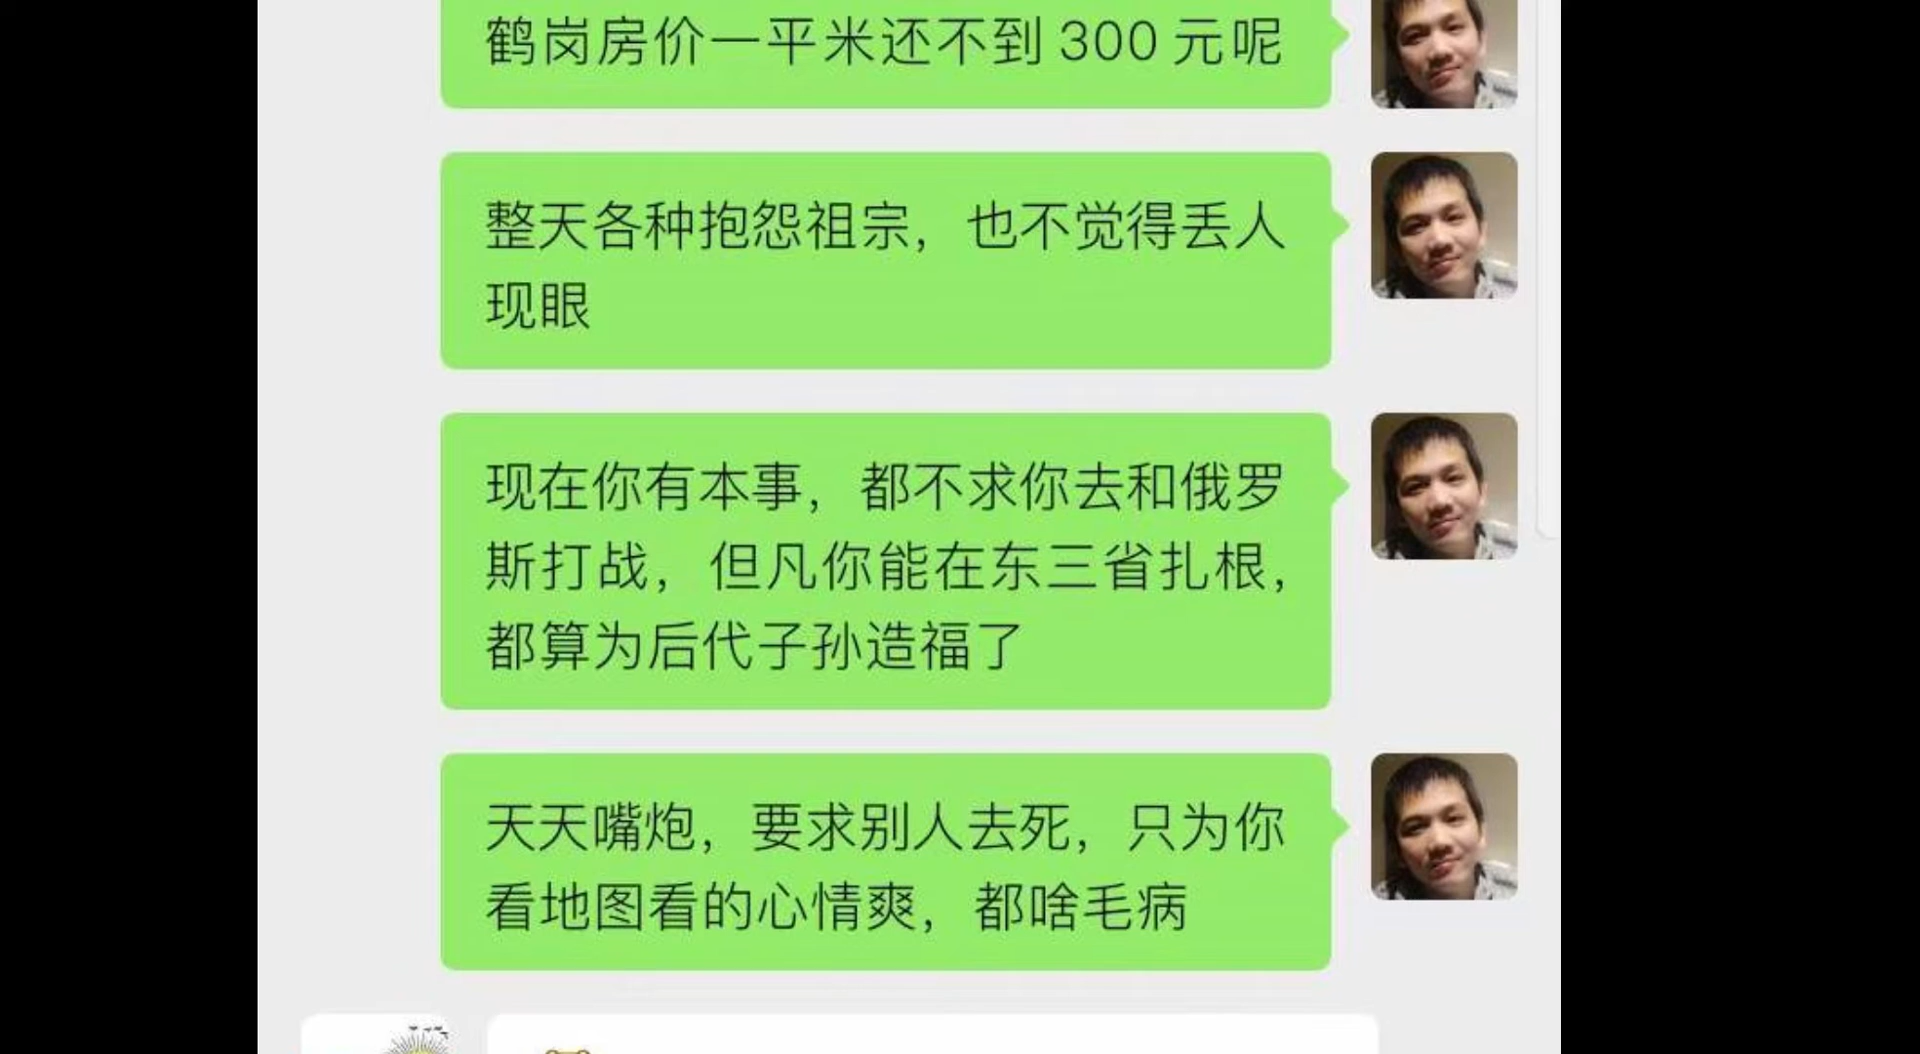 鹤岗房价一平米还不到 300 元呢
整天各种抱怨祖宗，也不觉得丢人
现眼
现在你有本事，都不求你去和俄罗
斯打战，但凡你能在东三省扎根，
都算为后代子孙造福了
天天嘴炮，要求别人去死，只为你
看地图看的心情爽，都啥毛病